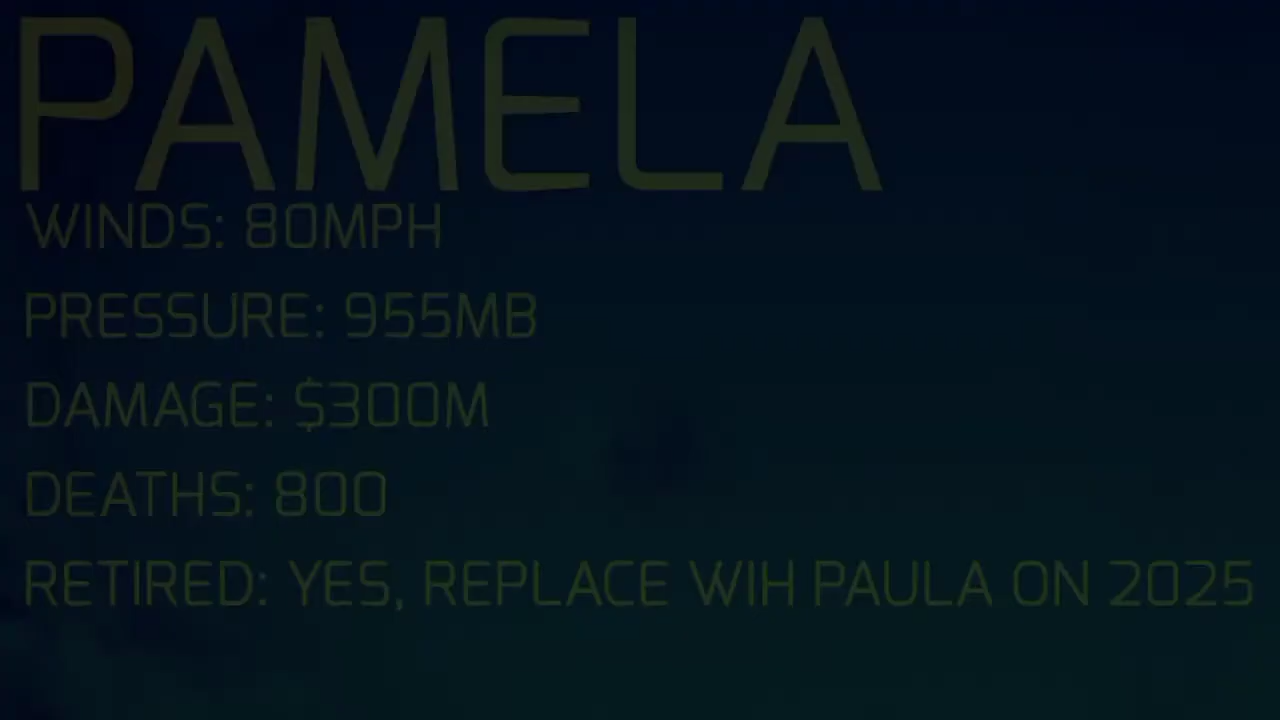 PAMELA
WINDS: 80MPH
PRESSURE: 955MB
DAMAGE: $300M
DEATHS: 800
RETIRED: YES, REPLACE WIH PAULA ON 2025